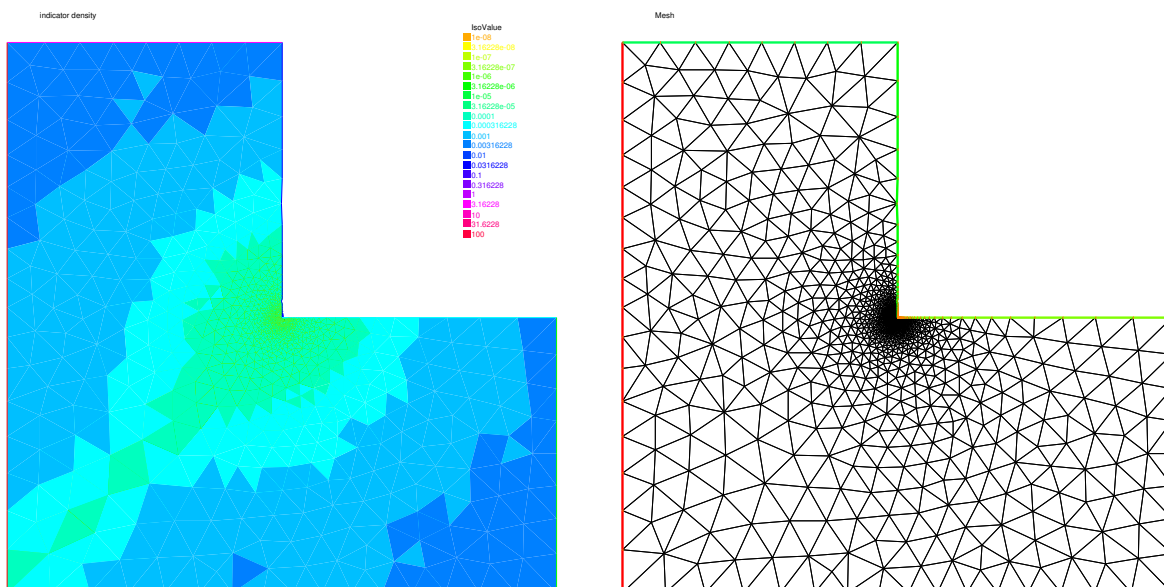 indicator density
Mesh
IsoValue
1e-08
3.16228e-08
1e-07
3.16228e-07
1e-06
3.16228e-06
1e-05
3.16228e-05
0.0001
0.000316228
0.001
0.00316228
0.01
0.0316228
0.1
0.316228
1
3.16228
10
31.6228
100